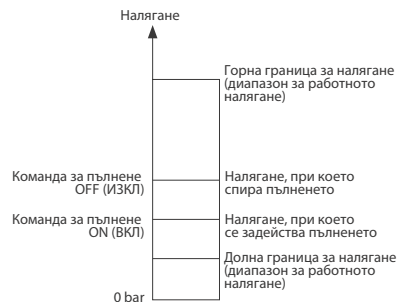 Налягане
Горна граница за налягане
(диапазон за работното
налягане)
Команда за пълнене
OFF (ИЗКЛ)
Налягане, при което
спира пълненето
Команда за пълнене
ON (ВКЛ)
Налягане, при което
се задейства пълненето
Долна граница за налягане
(диапазон за работното
налягане)
0 bar